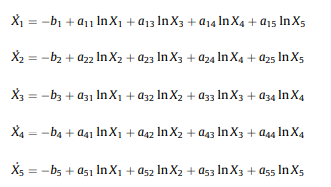 Ẋ₁ = −b₁ + a₁₁ ln X₁ + a₁₃ ln X₃ + a₁₄ ln X₄ + a₁₅ ln X₅
Ẋ₂ = −b₂ + a₂₂ ln X₂ + a₂₃ ln X₃ + a₂₄ ln X₄ + a₂₅ ln X₅
Ẋ₃ = −b₃ + a₃₁ ln X₁ + a₃₂ ln X₂ + a₃₃ ln X₃ + a₃₄ ln X₄
Ẋ₄ = −b₄ + a₄₁ ln X₁ + a₄₂ ln X₂ + a₄₃ ln X₃ + a₄₄ ln X₄
Ẋ₅ = −b₅ + a₅₁ ln X₁ + a₅₂ ln X₂ + a₅₃ ln X₃ + a₅₅ ln X₅